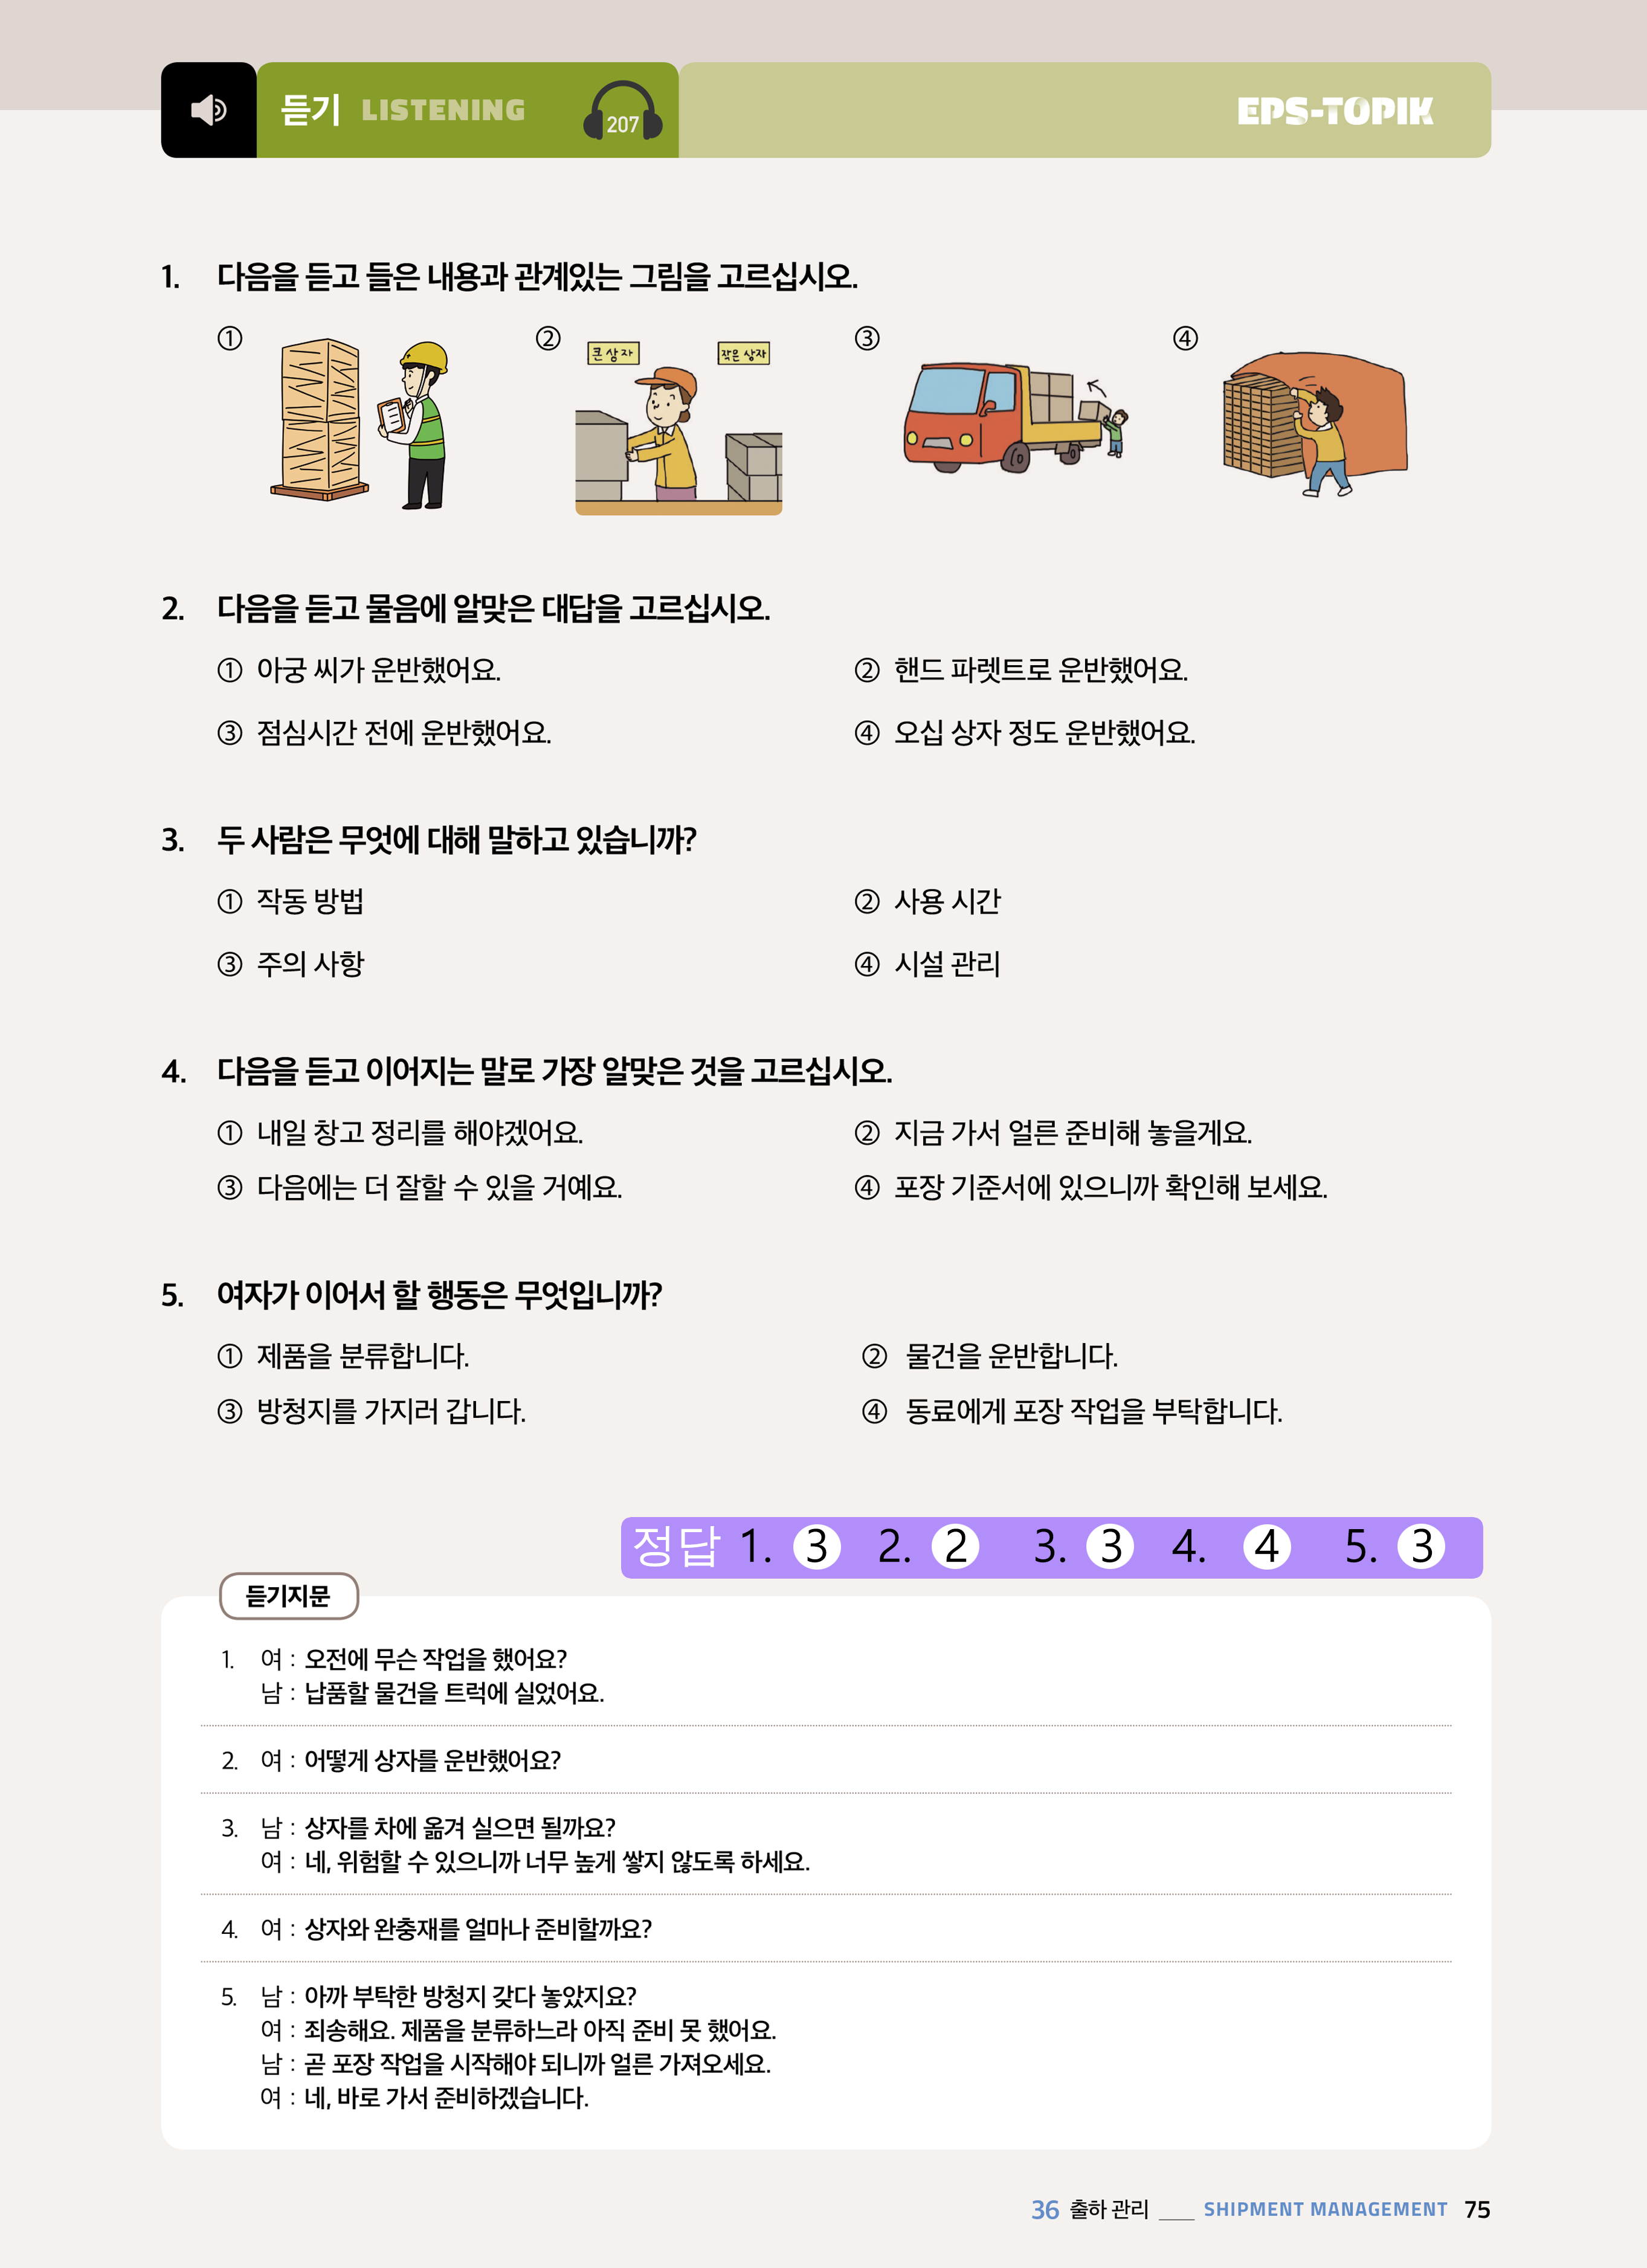 듣기 LISTENING 207 EPS-TOPIK
1. 다음을 듣고 들은 내용과 관계있는 그림을 고르십시오.
① ② ③ ④
큰 상자 작은 상자
2. 다음을 듣고 물음에 알맞은 대답을 고르십시오.
① 아궁 씨가 운반했어요. ② 핸드 파렛트로 운반했어요.
③ 점심시간 전에 운반했어요. ④ 오십 상자 정도 운반했어요.
3. 두 사람은 무엇에 대해 말하고 있습니까?
① 작동 방법 ② 사용 시간
③ 주의 사항 ④ 시설 관리
4. 다음을 듣고 이어지는 말로 가장 알맞은 것을 고르십시오.
① 내일 창고 정리를 해야겠어요. ② 지금 가서 얼른 준비해 놓을게요.
③ 다음에는 더 잘할 수 있을 거예요. ④ 포장 기준서에 있으니까 확인해 보세요.
5. 여자가 이어서 할 행동은 무엇입니까?
① 제품을 분류합니다. ② 물건을 운반합니다.
③ 방청지를 가지러 갑니다. ④ 동료에게 포장 작업을 부탁합니다.
정답 1. 3 2. 2 3. 3 4. 4 5. 3
듣기지문
1. 여 : 오전에 무슨 작업을 했어요?
남 : 납품할 물건을 트럭에 실었어요.
2. 여 : 어떻게 상자를 운반했어요?
3. 남 : 상자를 차에 옮겨 실으면 될까요?
여 : 네, 위험할 수 있으니까 너무 높게 쌓지 않도록 하세요.
4. 여 : 상자와 완충재를 얼마나 준비할까요?
5. 남 : 아까 부탁한 방청지 갖다 놓았지요?
여 : 죄송해요. 제품을 분류하느라 아직 준비 못 했어요.
남 : 곧 포장 작업을 시작해야 되니까 얼른 가져오세요.
여 : 네, 바로 가서 준비하겠습니다.
36 출하 관리 ___ SHIPMENT MANAGEMENT 75